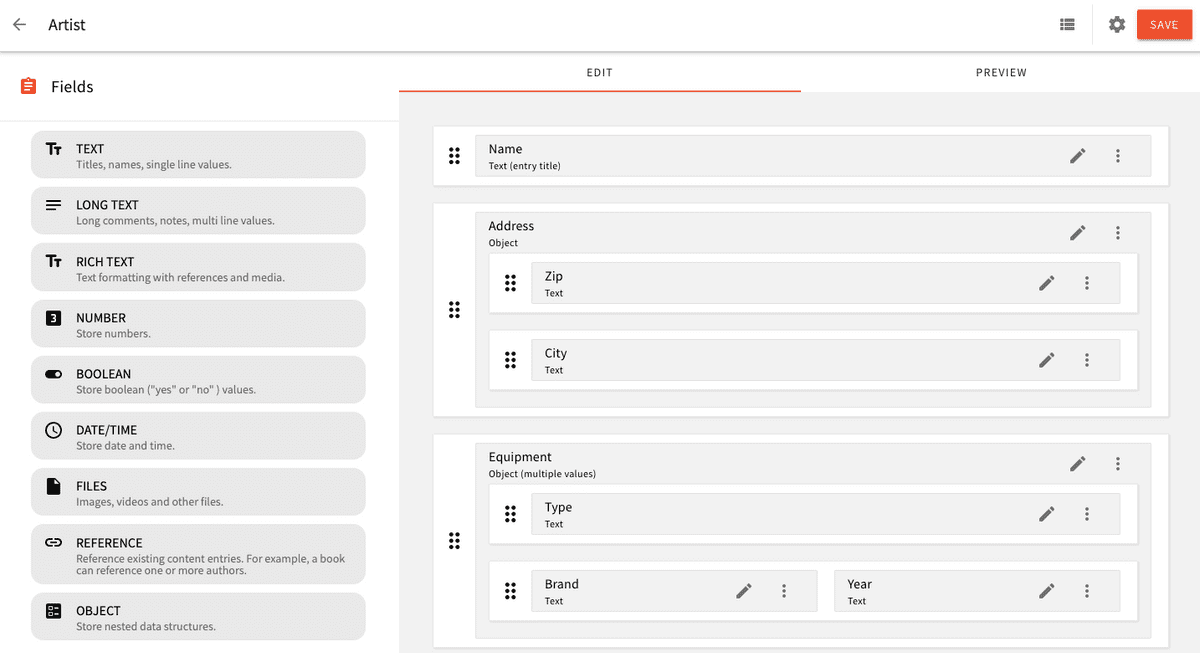 Artist
SAVE
Fields
EDIT
PREVIEW
TEXT
Titles, names, single line values.
LONG TEXT
Long comments, notes, multi line values.
RICH TEXT
Text formatting with references and media.
3
NUMBER
Store numbers.
BOOLEAN
Store boolean ("yes" or "no" ) values.
DATE/TIME
Store date and time.
FILES
Images, videos and other files.
REFERENCE
Reference existing content entries. For example, a book
can reference one or more authors.
OBJECT
Store nested data structures.
Name
Text (entry title)
Address
Object
Zip
Text
City
Text
Equipment
Object (multiple values)
Type
Text
Brand
Text
Year
Text